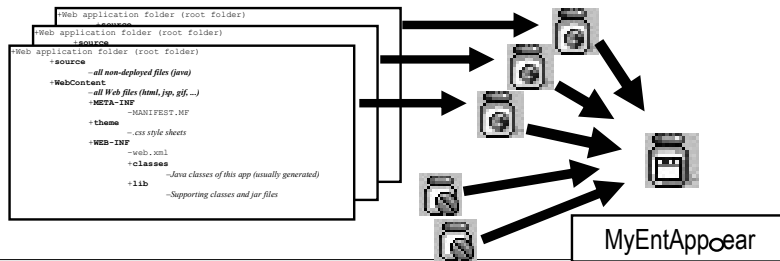 +Web application folder (root folder)
+source
+Web application folder (root folder)
+source
+Web application folder (root folder)
+source
–all non-deployed files (java)
+WebContent
–all Web files (html, jsp, gif, ...)
+META-INF
–MANIFEST.MF
+theme
–.css style sheets
+WEB-INF
–web.xml
+classes
–Java classes of this app (usually generated)
+lib
–Supporting classes and jar files
MyEntApp.ear